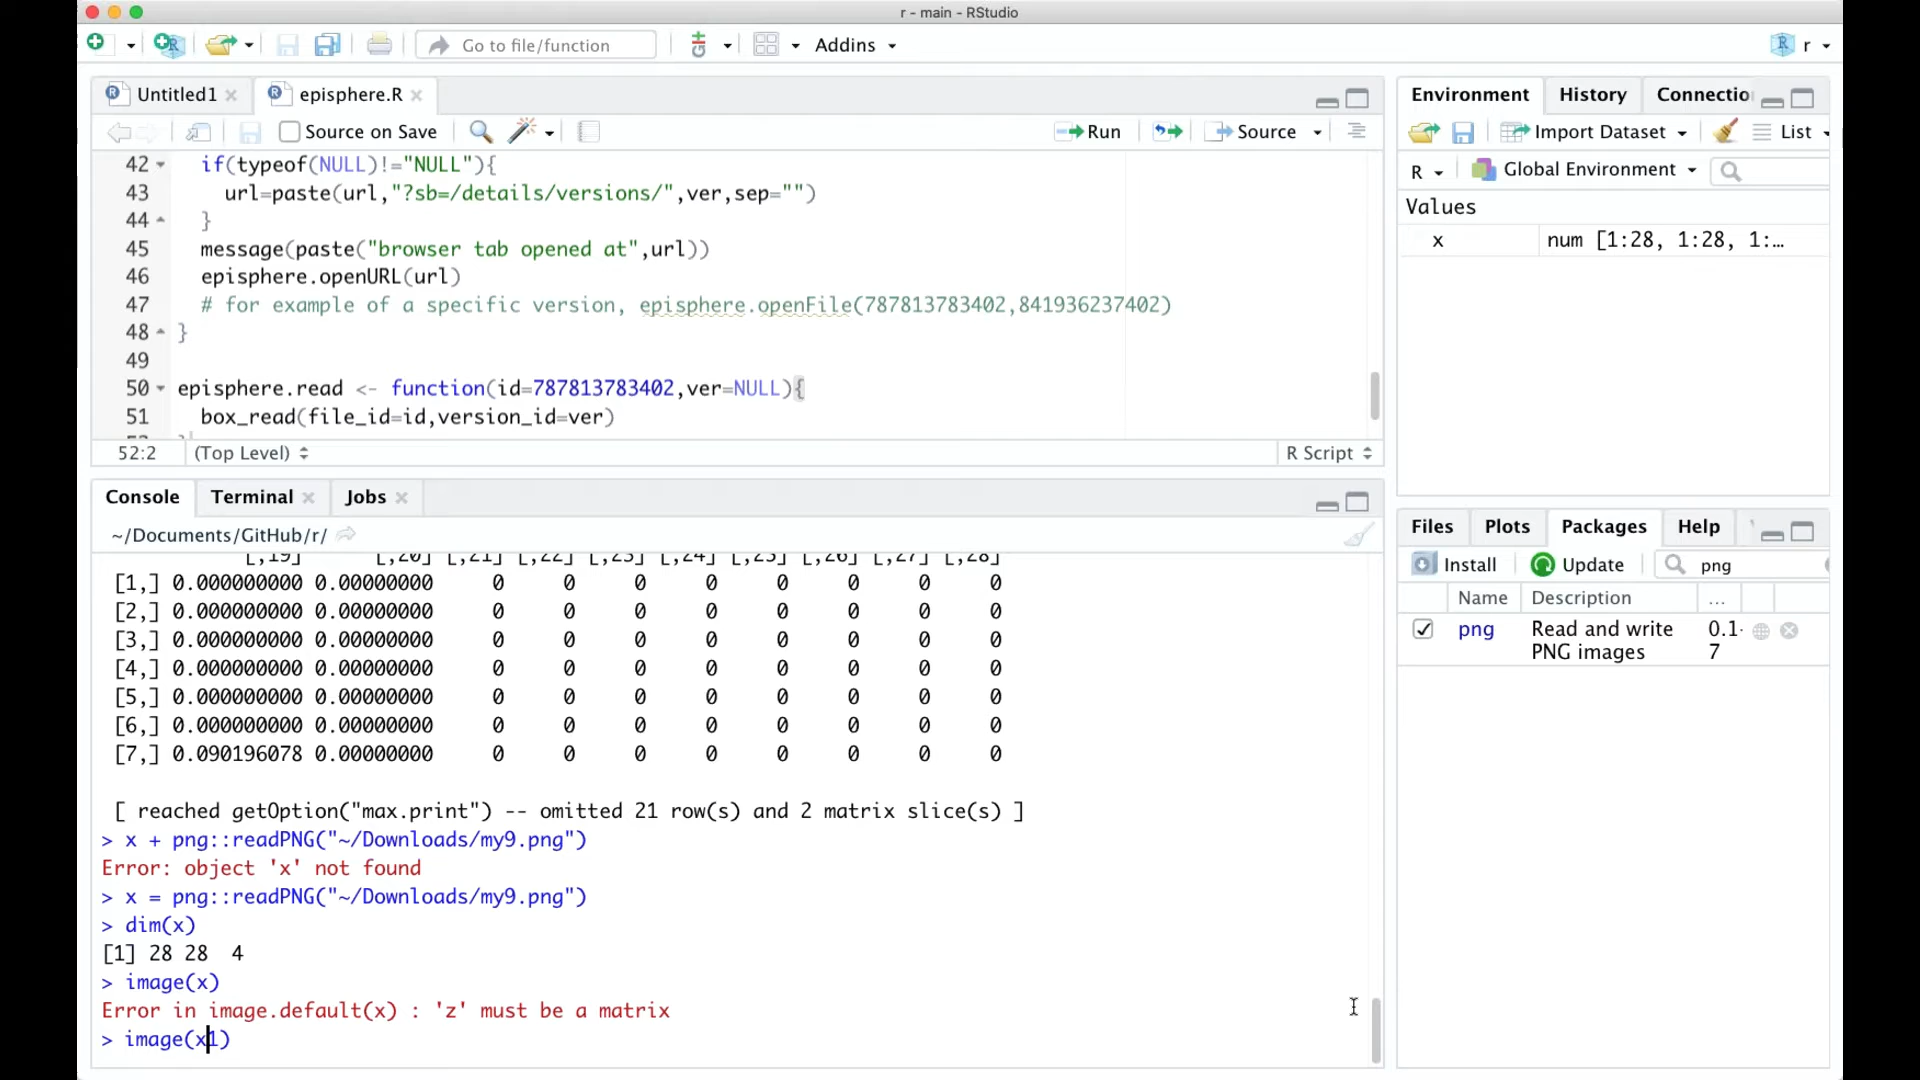 r - main - RStudio
Go to file/function
Addins
r
Untitled1
episphere.R
Source on Save
Run
Source
42 if(typeof(NULL)!="NULL"){
43 url=paste(url,"?sb=/details/versions/",ver,sep="")
44 }
45 message(paste("browser tab opened at",url))
46 episphere.openURL(url)
47 # for example of a specific version, episphere.openFile(787813783402,841936237402)
48 }
49
50 episphere.read <- function(id=787813783402,ver=NULL){
51 box_read(file_id=id,version_id=ver)
52:2 (Top Level) R Script
Console Terminal Jobs
~/Documents/GitHub/r/
[,19] [,20] [,21] [,22] [,23] [,24] [,25] [,26] [,27] [,28]
[1,] 0.000000000 0.00000000 0 0 0 0 0 0 0 0
[2,] 0.000000000 0.00000000 0 0 0 0 0 0 0 0
[3,] 0.000000000 0.00000000 0 0 0 0 0 0 0 0
[4,] 0.000000000 0.00000000 0 0 0 0 0 0 0 0
[5,] 0.000000000 0.00000000 0 0 0 0 0 0 0 0
[6,] 0.000000000 0.00000000 0 0 0 0 0 0 0 0
[7,] 0.090196078 0.00000000 0 0 0 0 0 0 0 0
[ reached getOption("max.print") -- omitted 21 row(s) and 2 matrix slice(s) ]
> x + png::readPNG("~/Downloads/my9.png")
Error: object 'x' not found
> x = png::readPNG("~/Downloads/my9.png")
> dim(x)
[1] 28 28 4
> image(x)
Error in image.default(x) : 'z' must be a matrix
> image(x1)
Environment History Connectio
Import Dataset List
R Global Environment
Values
x num [1:28, 1:28, 1:…
Files Plots Packages Help
Install Update png
Name Description ...
png Read and write 0.1-
PNG images 7